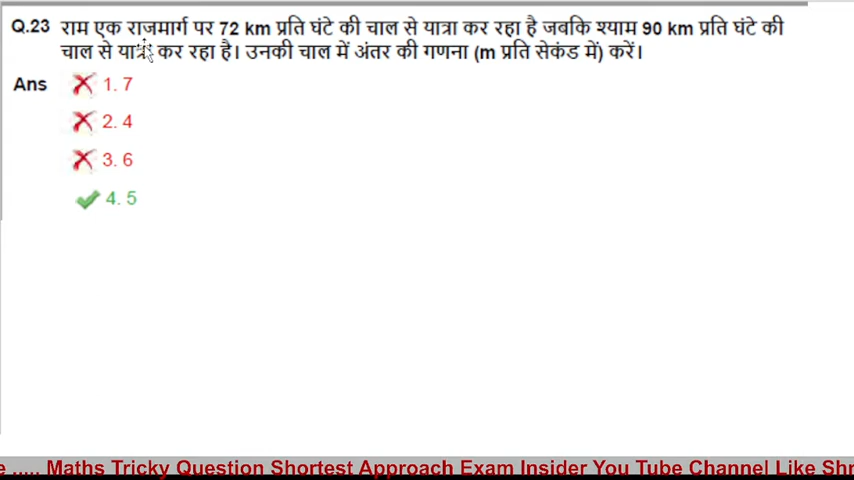 Q.23 राम एक राजमार्ग पर 72 km प्रति घंटे की चाल से यात्रा कर रहा है जबकि श्याम 90 km प्रति घंटे की
चाल से यात्रा कर रहा है। उनकी चाल में अंतर की गणना (m प्रति सेकंड में) करें।
Ans 1. 7
2. 4
3. 6
4. 5
e ..... Maths Tricky Question Shortest Approach Exam Insider You Tube Channel Like Shr